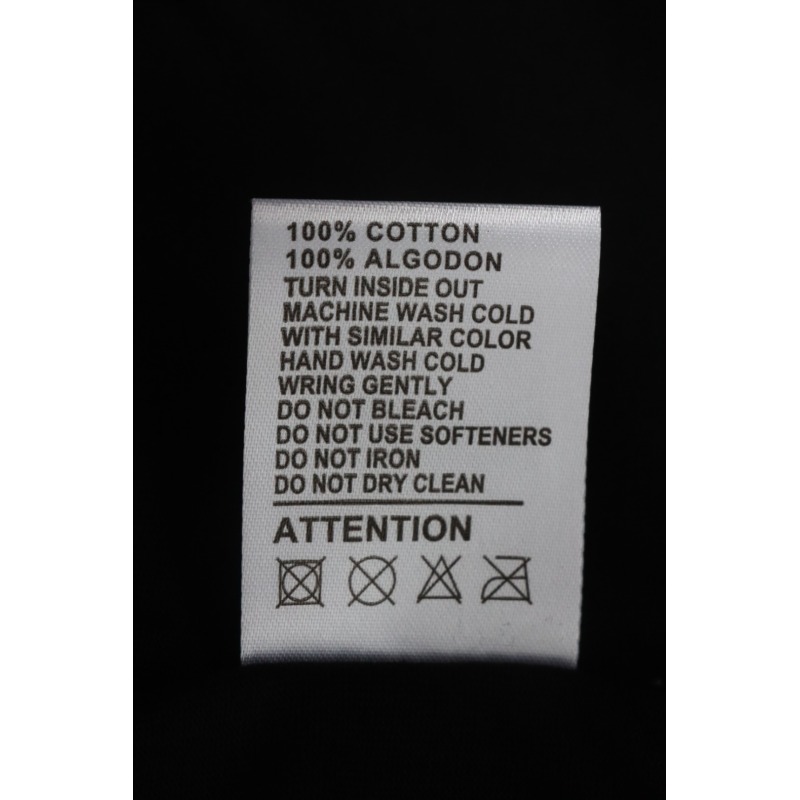 100% COTTON
100% ALGODON
TURN INSIDE OUT
MACHINE WASH COLD
WITH SIMILAR COLOR
HAND WASH COLD
WRING GENTLY
DO NOT BLEACH
DO NOT USE SOFTENERS
DO NOT IRON
DO NOT DRY CLEAN
ATTENTION